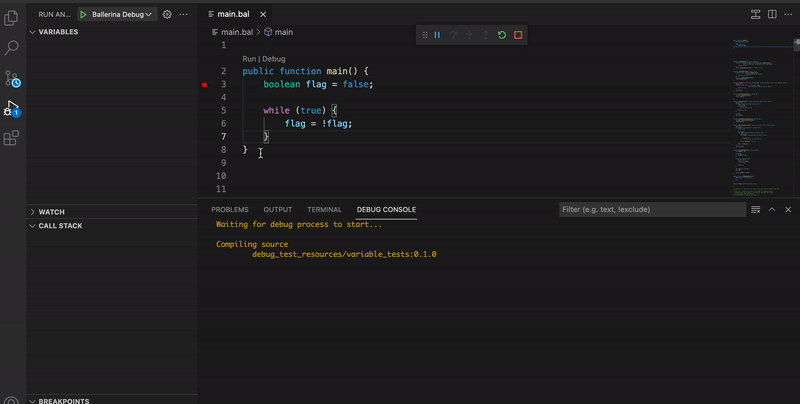 RUN AN...
Ballerina Debug
VARIABLES
WATCH
CALL STACK
BREAKPOINTS
1
main.bal
main.bal > main
1
Run | Debug
2 public function main() {
3 boolean flag = false;
4
5 while (true) {
6 flag = !flag;
7 }
8 }
9
10
11
PROBLEMS OUTPUT TERMINAL DEBUG CONSOLE
Filter (e.g. text, !exclude)
Waiting for debug process to start...
Compiling source
debug_test_resources/variable_tests:0.1.0